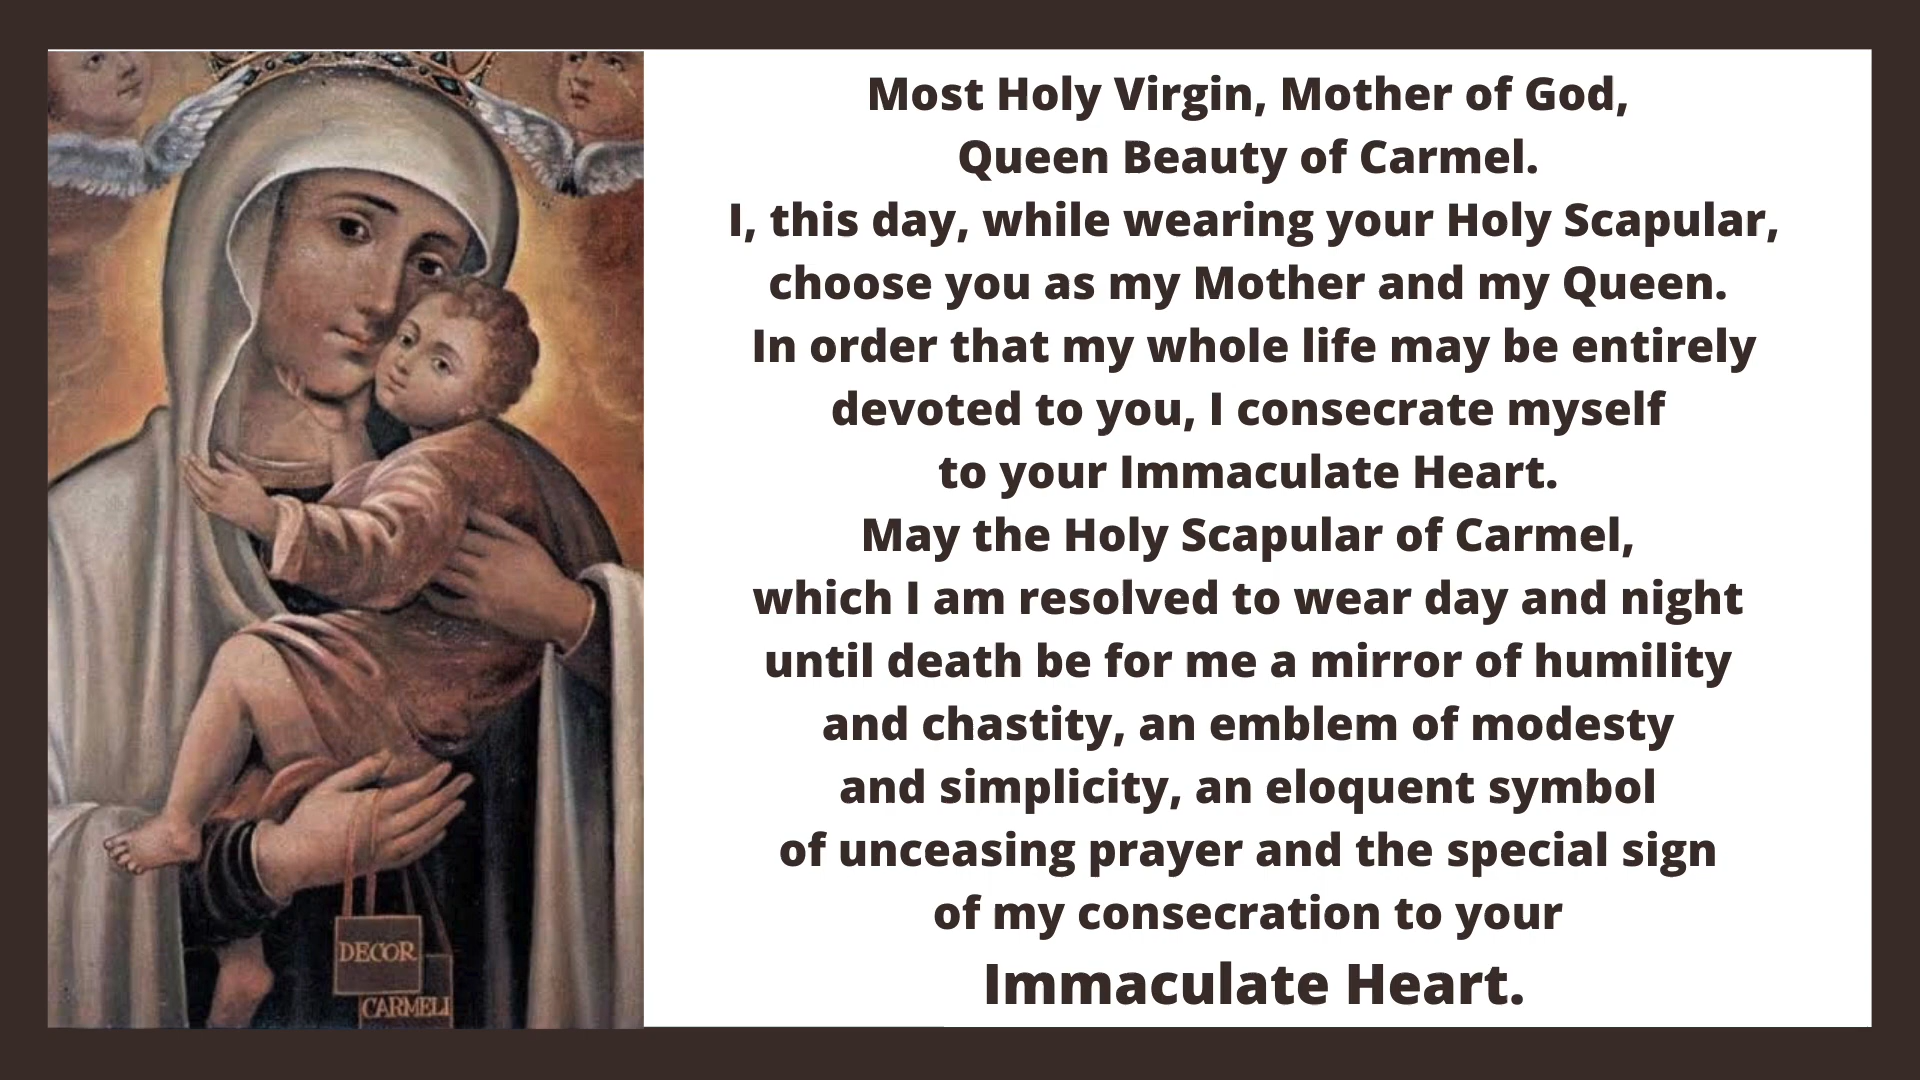 Most Holy Virgin, Mother of God,
Queen Beauty of Carmel.
I, this day, while wearing your Holy Scapular,
choose you as my Mother and my Queen.
In order that my whole life may be entirely
devoted to you, I consecrate myself
to your Immaculate Heart.
May the Holy Scapular of Carmel,
which I am resolved to wear day and night
until death be for me a mirror of humility
and chastity, an emblem of modesty
and simplicity, an eloquent symbol
of unceasing prayer and the special sign
of my consecration to your
Immaculate Heart.
DECOR
CARMELI